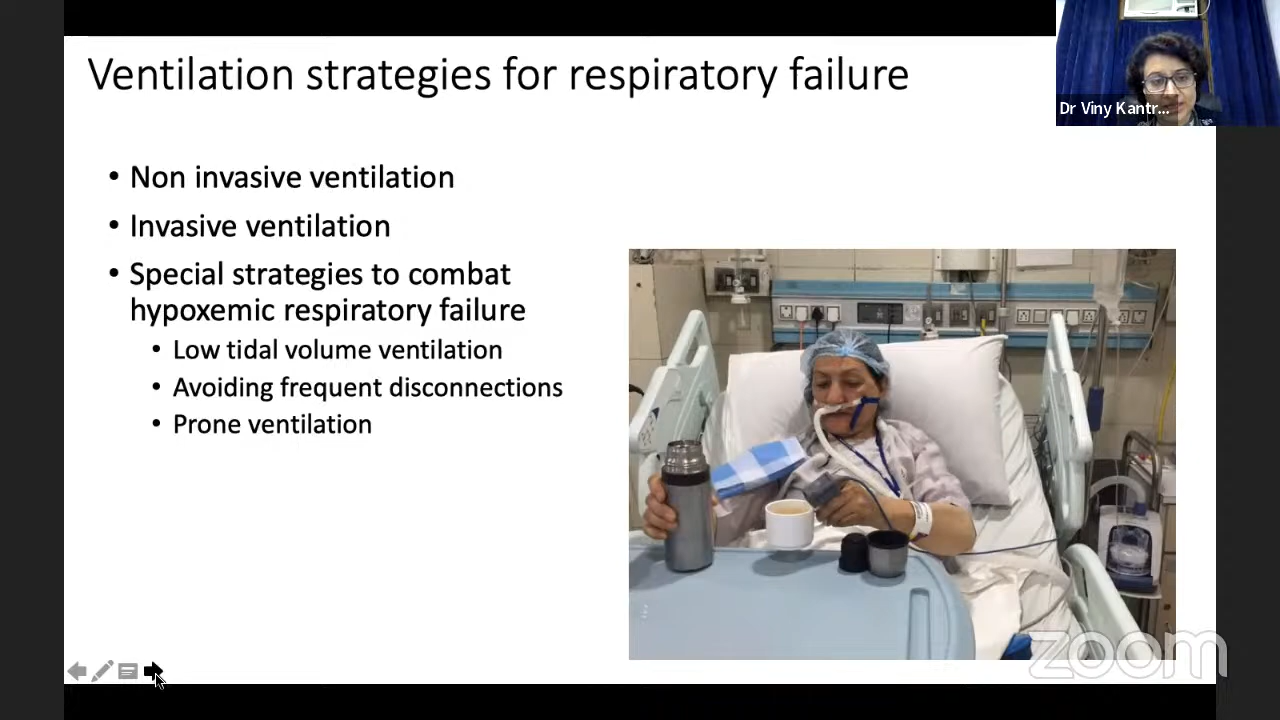 Ventilation strategies for respiratory failure
Dr Viny Kantr...
• Non invasive ventilation
• Invasive ventilation
• Special strategies to combat
hypoxemic respiratory failure
• Low tidal volume ventilation
• Avoiding frequent disconnections
• Prone ventilation
zoom